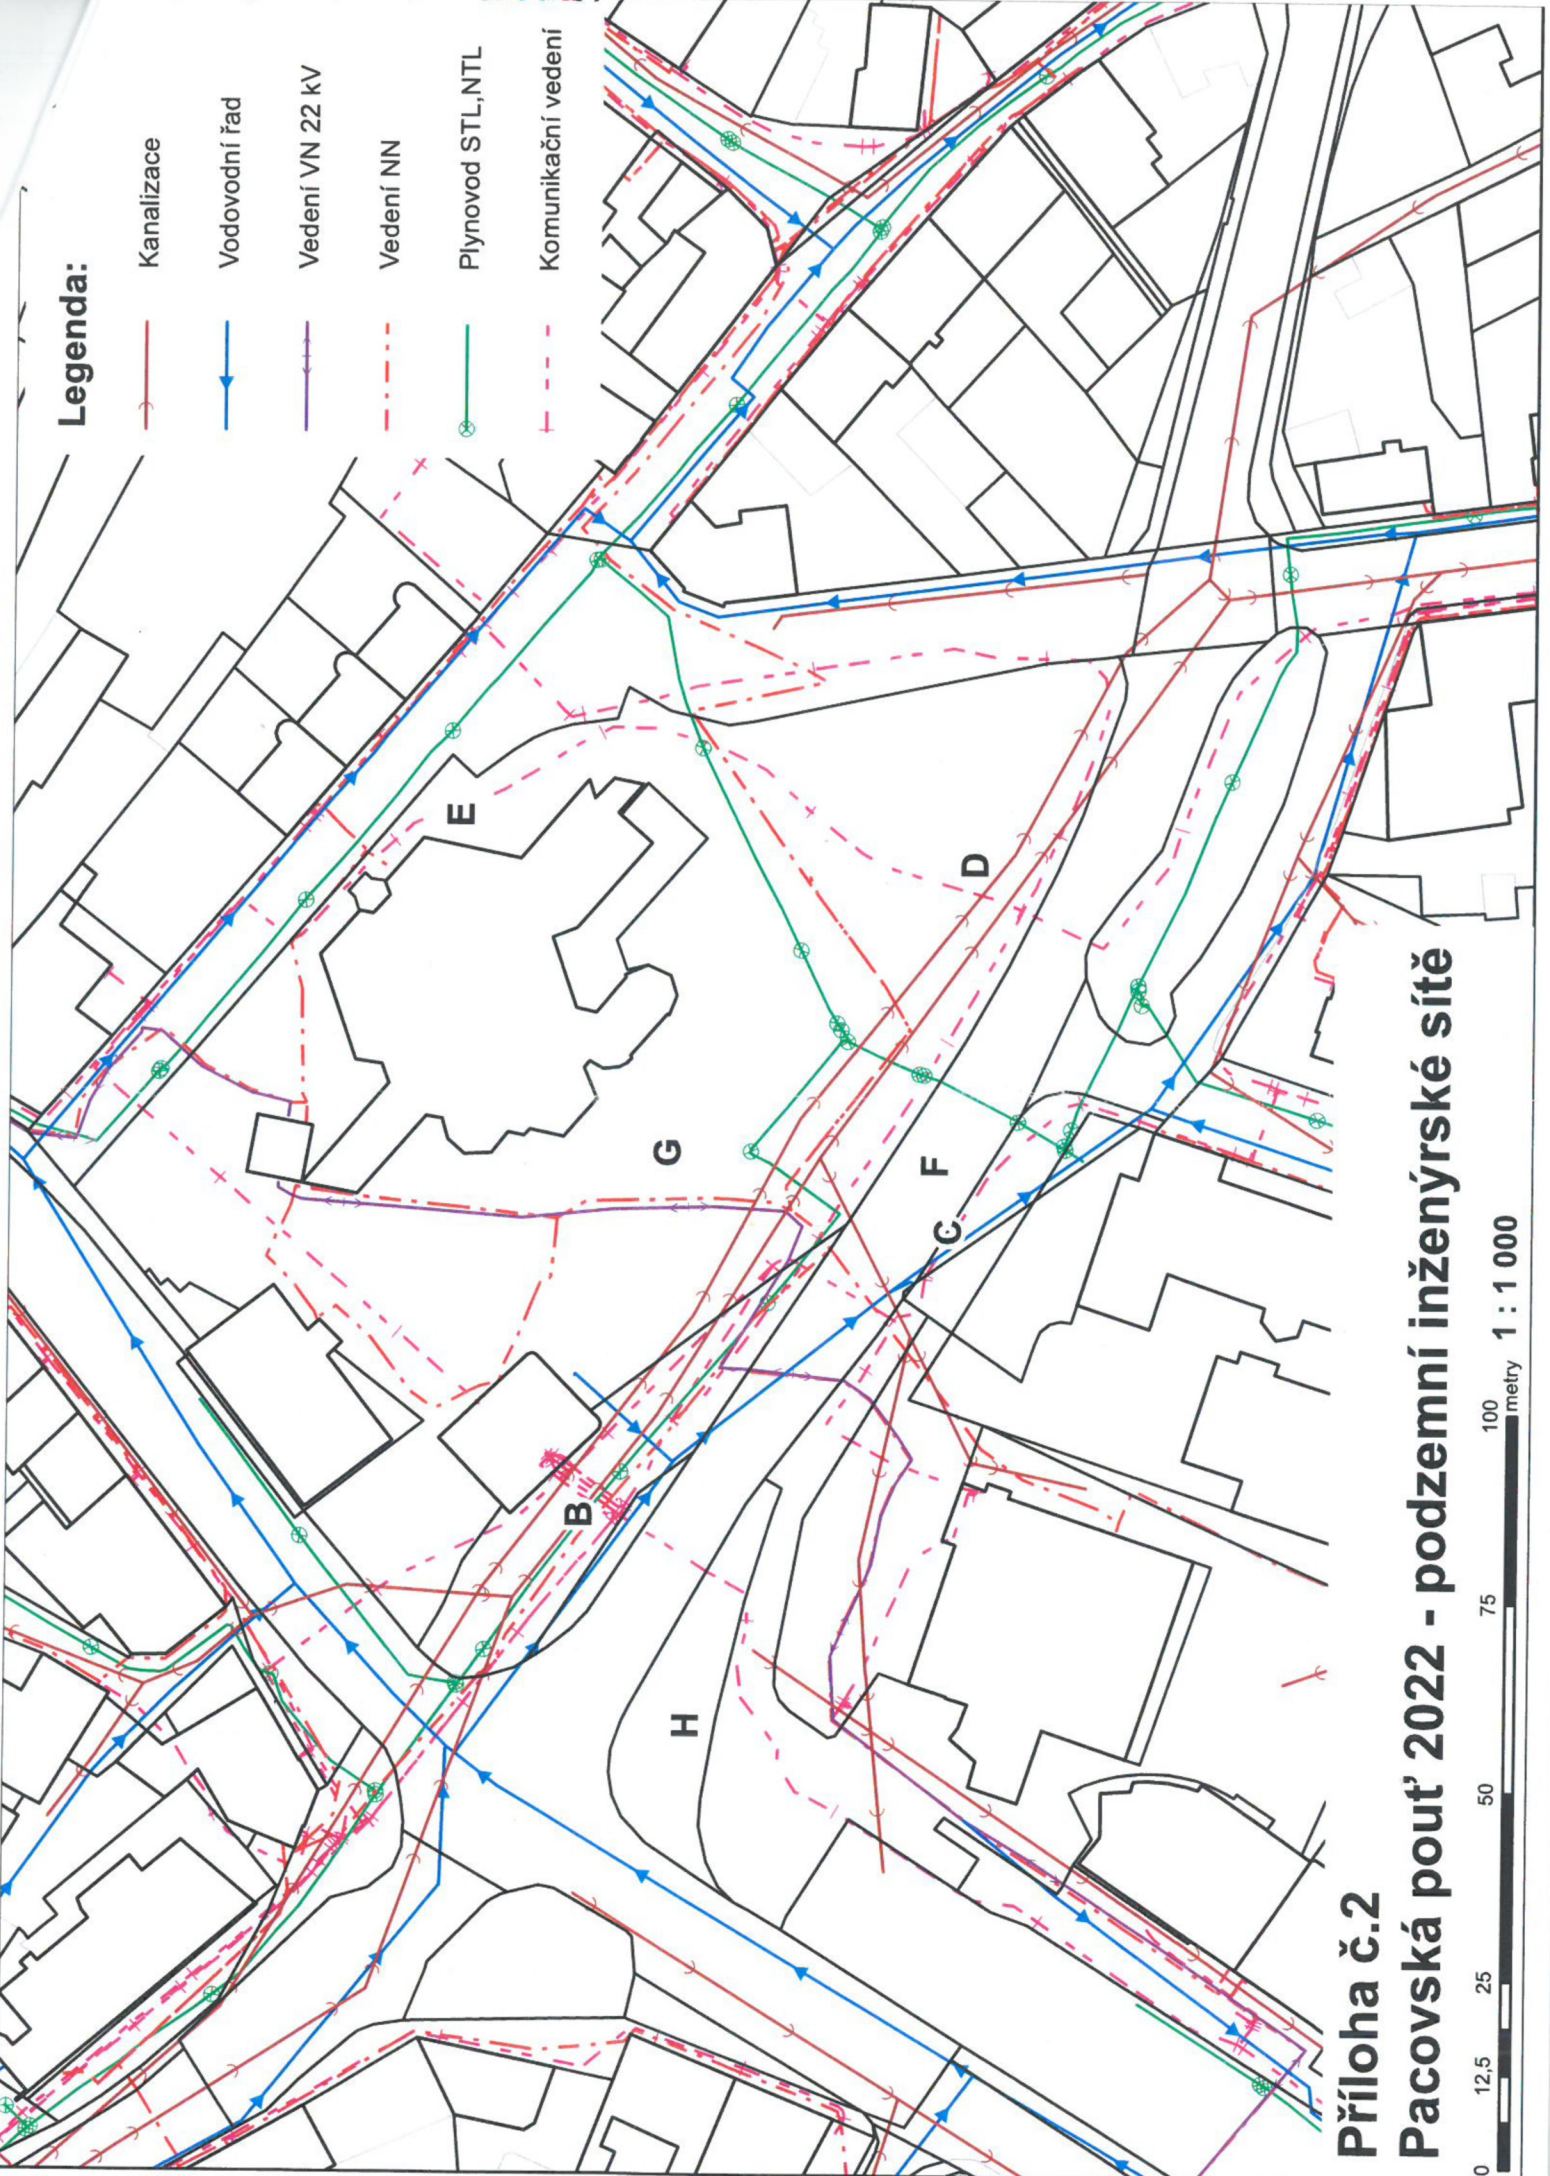 Legenda:
Kanalizace
Vodovodní řad
Vedení VN 22 kV
Vedení NN
Plynovod STL,NTL
Komunikační vedení
E
D
G
F
C
B
H
Příloha č.2
Pacovská pouť 2022 - podzemní inženýrské sítě
0 12,5 25 50 75 100 metry 1 : 1 000